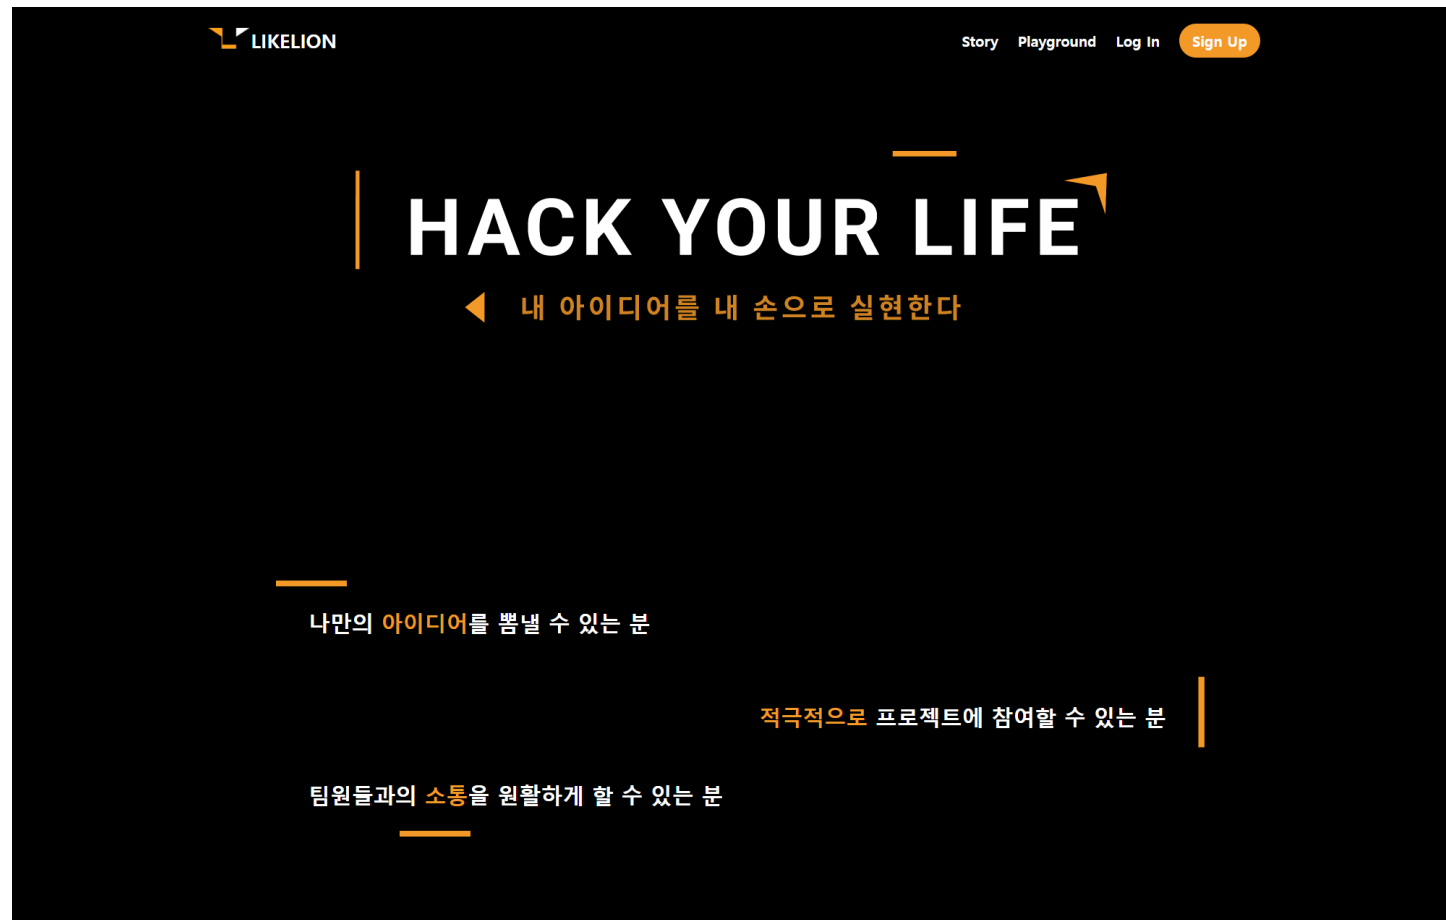 LIKELION
Story Playground Log In Sign Up
HACK YOUR LIFE
내 아이디어를 내 손으로 실현한다
나만의 아이디어를 뽐낼 수 있는 분
적극적으로 프로젝트에 참여할 수 있는 분
팀원들과의 소통을 원활하게 할 수 있는 분